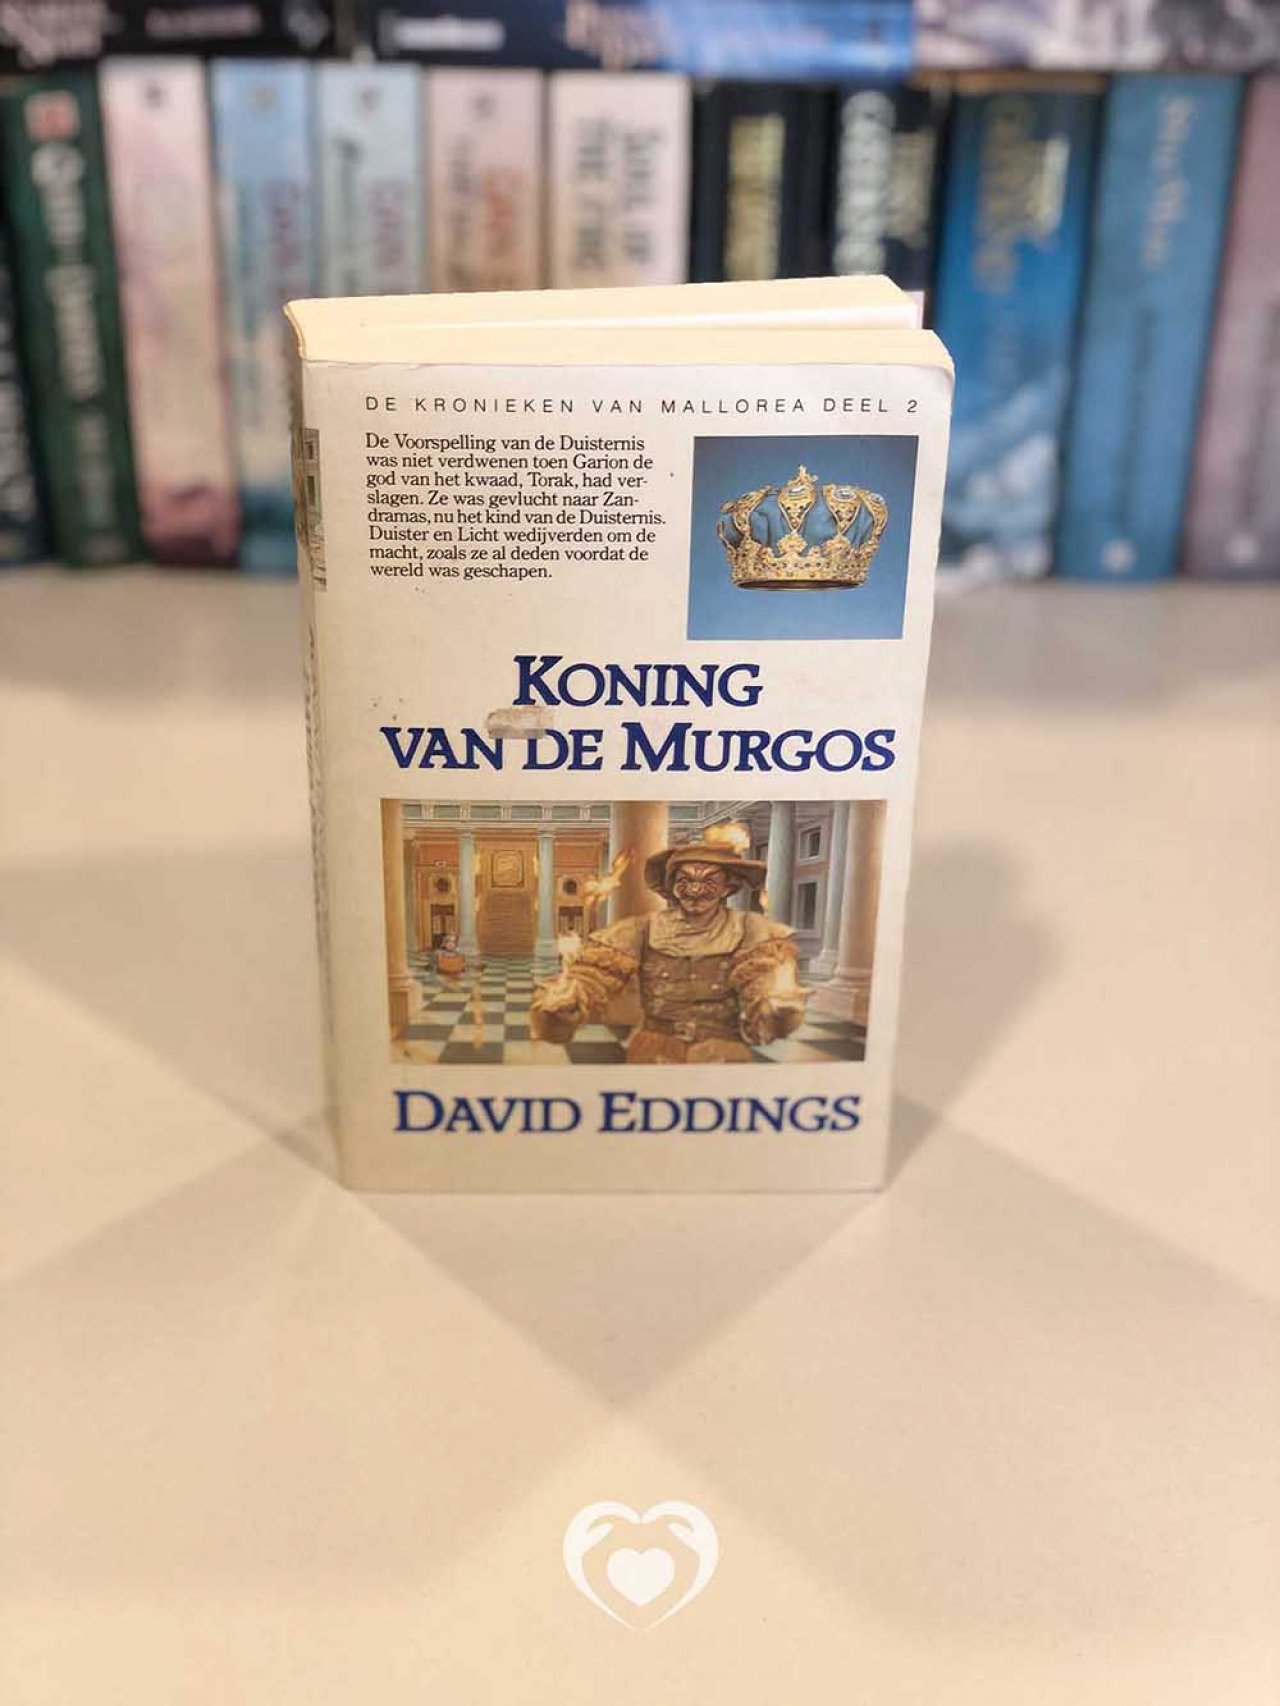 DE KRONIEKEN VAN MALLOREA DEEL 2
De Voorspelling van de Duisternis
was niet verdwenen toen Garion de
god van het kwaad, Torak, had ver-
slagen. Ze was gevlucht naar Zan-
dramas, nu het kind van de Duisternis.
Duister en Licht wedijverden om de
macht, zoals ze al deden voordat de
wereld was geschapen.
KONING
VAN DE MURGOS
DAVID EDDINGS